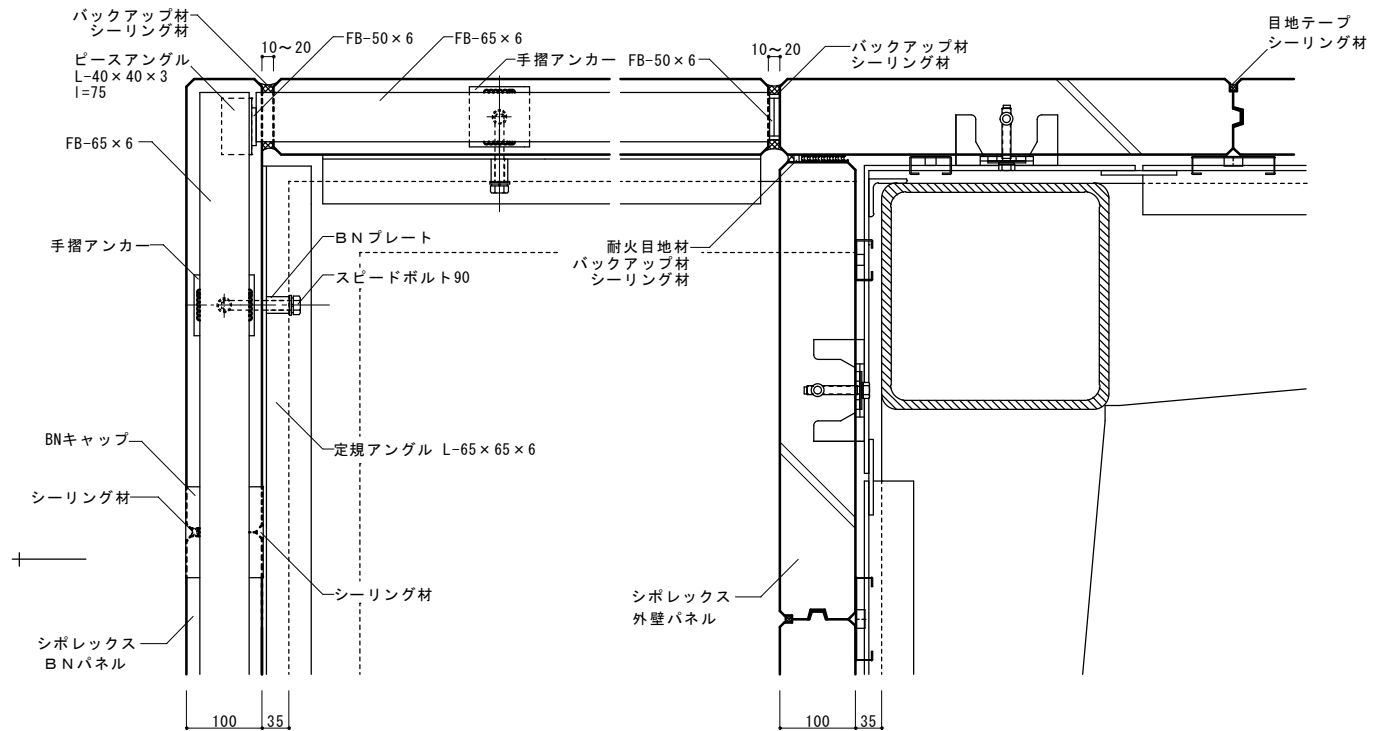 バックアップ材
シーリング材
10～20
FB-50×6
FB-65×6
手摺アンカー
FB-50×6
10～20
バックアップ材
シーリング材
目地テープ
シーリング材
ピースアングル
L-40×40×3
l=75
FB-65×6
手摺アンカー
BNプレート
スピードボルト90
耐火目地材
バックアップ材
シーリング材
BNキャップ
定規アングル L-65×65×6
シーリング材
シーリング材
シポレックス
BNパネル
シポレックス
外壁パネル
100
35
100
35